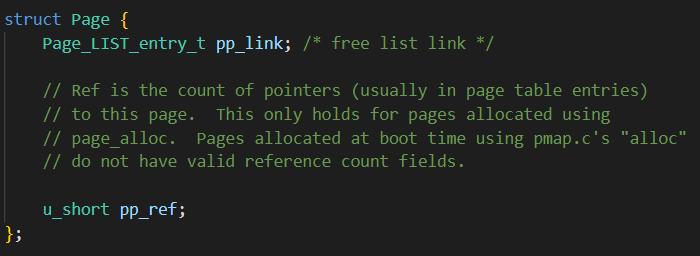 struct Page {
    Page_LIST_entry_t pp_link; /* free list link */

    // Ref is the count of pointers (usually in page table entries)
    // to this page.  This only holds for pages allocated using
    // page_alloc.  Pages allocated at boot time using pmap.c's "alloc"
    // do not have valid reference count fields.

    u_short pp_ref;
};